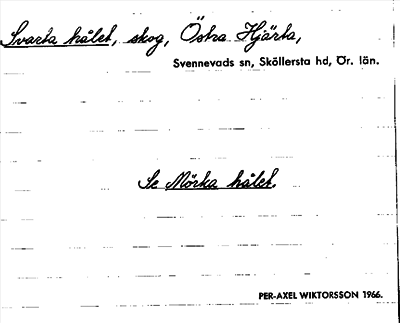 Svarta hålet, skog, Östra Hjärta,
Svennevads sn, Sköllersta hd, Ör. län.
Se Mörka hålet.
PER-AXEL WIKTORSSON 1966.